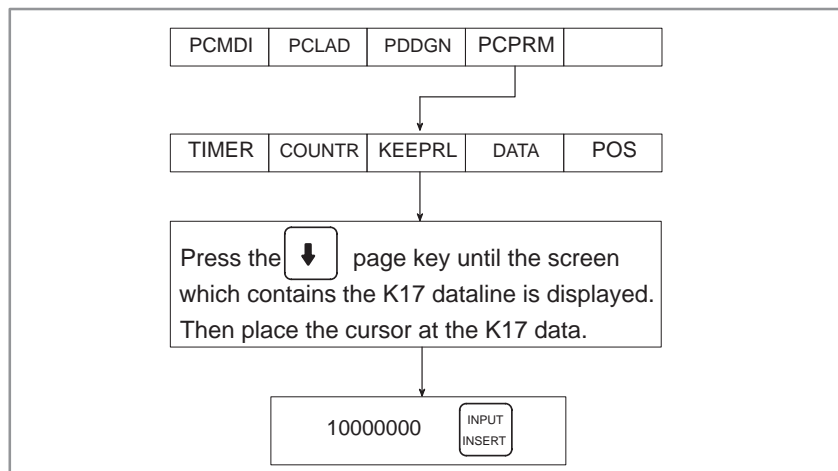 PCMDI PCLAD PDDGN PCPRM
TIMER COUNTR KEEPRL DATA POS
Press the page key until the screen
which contains the K17 dataline is displayed.
Then place the cursor at the K17 data.
10000000 INPUT
INSERT